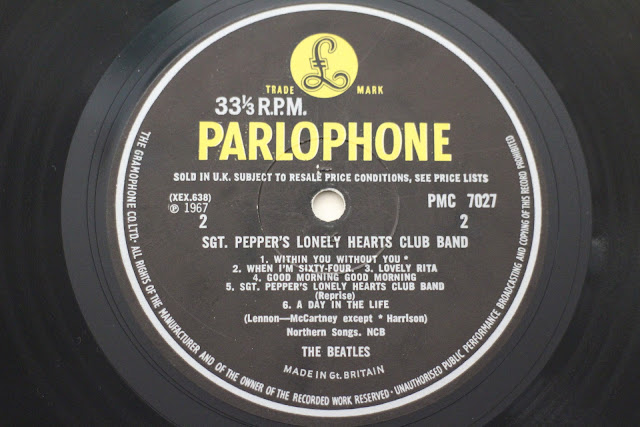 £
TRADE MARK
33⅓ R.P.M.
PARLOPHONE
SOLD IN U.K. SUBJECT TO RESALE PRICE CONDITIONS, SEE PRICE LISTS
(XEX.638)
℗ 1967
PMC 7027
2
2
SGT. PEPPER'S LONELY HEARTS CLUB BAND
1. WITHIN YOU WITHOUT YOU *
2. WHEN I'M SIXTY-FOUR. 3. LOVELY RITA
4. GOOD MORNING GOOD MORNING
5. SGT. PEPPER'S LONELY HEARTS CLUB BAND
(Reprise)
6. A DAY IN THE LIFE
(Lennon—McCartney except * Harrison)
Northern Songs. NCB
THE BEATLES
MADE IN Gt. BRITAIN
THE GRAMOPHONE CO. LTD. · ALL RIGHTS OF THE MANUFACTURER AND OF THE OWNER OF THE RECORDED WORK RESERVED · UNAUTHORISED PUBLIC PERFORMANCE BROADCASTING AND COPYING OF THIS RECORD PROHIBITED